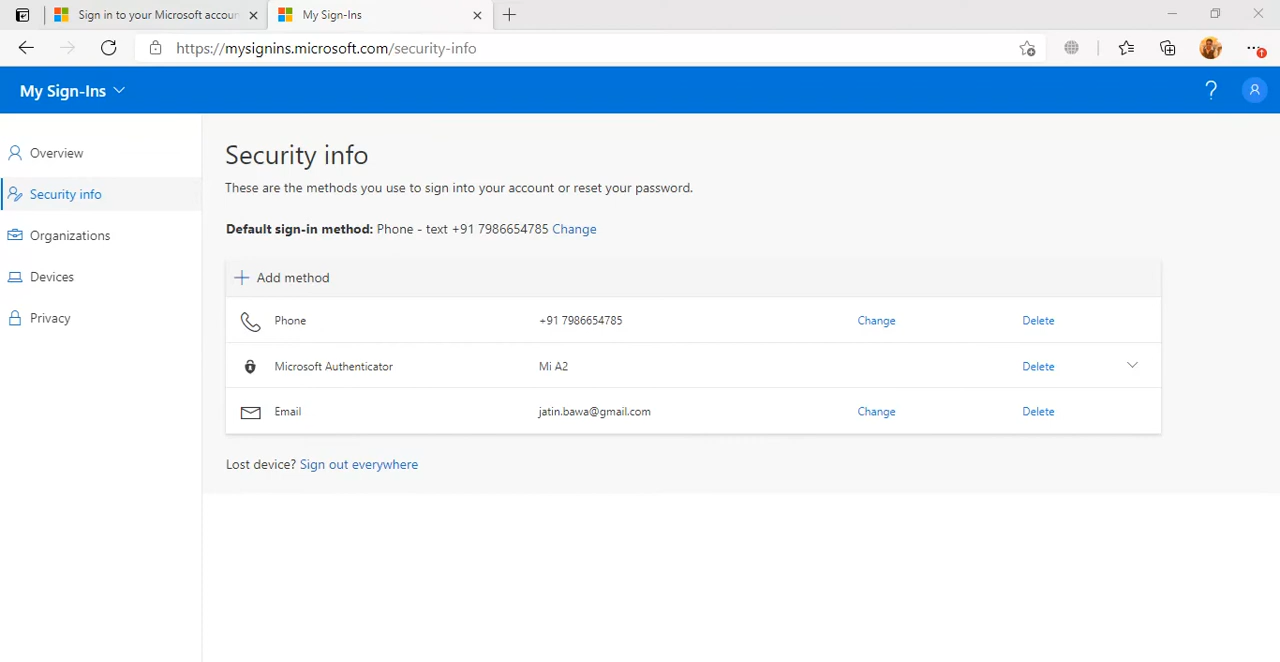 Sign in to your Microsoft accoun
My Sign-Ins
https://mysignins.microsoft.com/security-info
My Sign-Ins
?
Overview
Security info
Organizations
Devices
Privacy
Security info
These are the methods you use to sign into your account or reset your password.
Default sign-in method: Phone - text +91 7986654785 Change
Add method
Phone +91 7986654785 Change Delete
Microsoft Authenticator Mi A2 Delete
Email jatin.bawa@gmail.com Change Delete
Lost device? Sign out everywhere